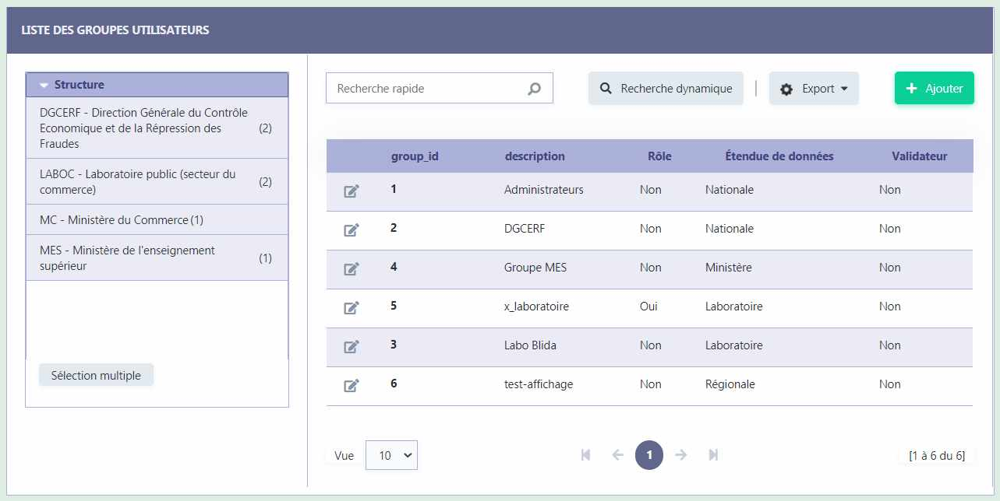 LISTE DES GROUPES UTILISATEURS
Structure
DGCERF - Direction Générale du Contrôle
Economique et de la Répression des
Fraudes
(2)
LABOC - Laboratoire public (secteur du
commerce)
(2)
MC - Ministère du Commerce (1)
MES - Ministère de l'enseignement
supérieur
(1)
Sélection multiple
Recherche rapide
Recherche dynamique
Export
Ajouter
group_id description Rôle Étendue de données Validateur
1 Administrateurs Non Nationale Non
2 DGCERF Non Nationale Non
4 Groupe MES Non Ministère Non
5 x_laboratoire Oui Laboratoire Non
3 Labo Blida Non Laboratoire Non
6 test-affichage Non Régionale Non
Vue 10 1 [1 à 6 du 6]